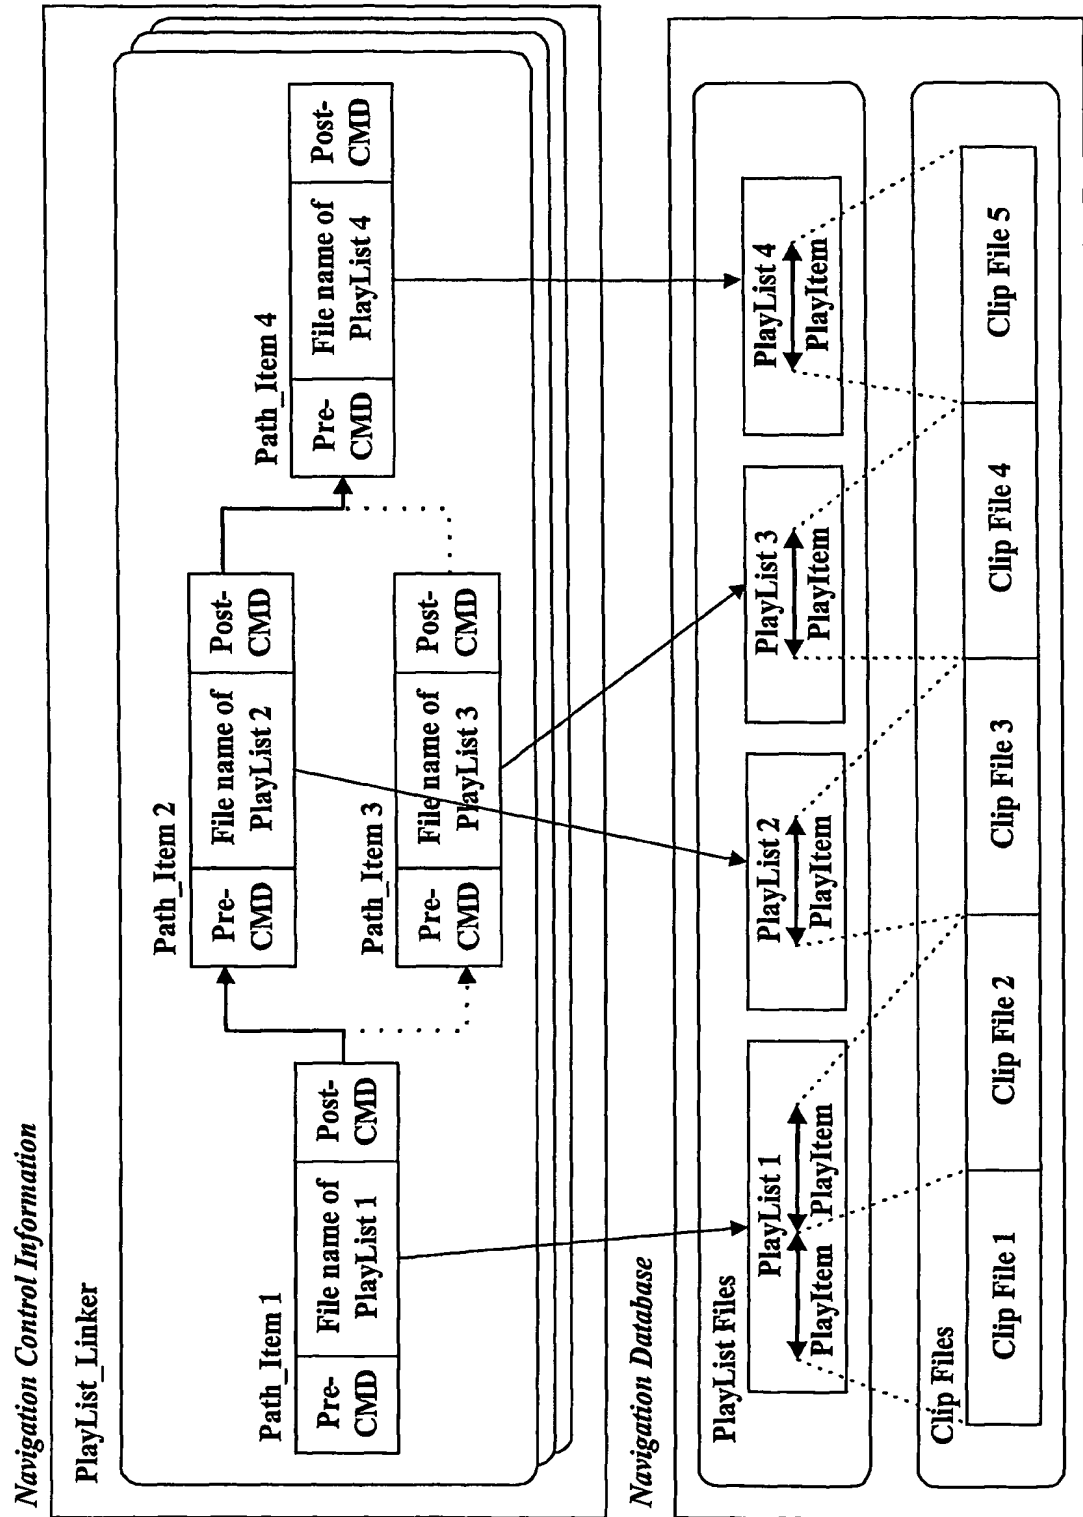 Navigation Control Information
PlayList_Linker
Path_Item 1
Pre-
CMD
File name of
PlayList 1
Post-
CMD
Path_Item 2
Pre-
CMD
File name of
PlayList 2
Post-
CMD
Path_Item 3
Pre-
CMD
File name of
PlayList 3
Post-
CMD
Path_Item 4
Pre-
CMD
File name of
PlayList 4
Post-
CMD
Navigation Database
PlayList Files
PlayList 1
PlayItem
PlayItem
PlayList 2
PlayItem
PlayList 3
PlayItem
PlayList 4
PlayItem
Clip Files
Clip File 1
Clip File 2
Clip File 3
Clip File 4
Clip File 5